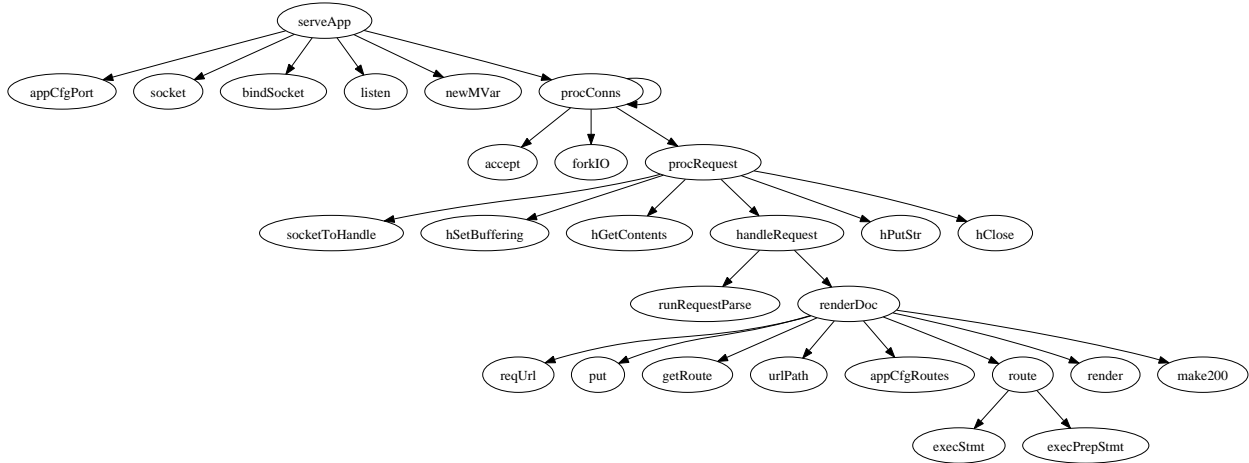 serveApp
appCfgPort socket bindSocket listen newMVar procConns
accept forkIO procRequest
socketToHandle hSetBuffering hGetContents handleRequest hPutStr hClose
runRequestParse renderDoc
reqUrl put getRoute urlPath appCfgRoutes route render make200
execStmt execPrepStmt